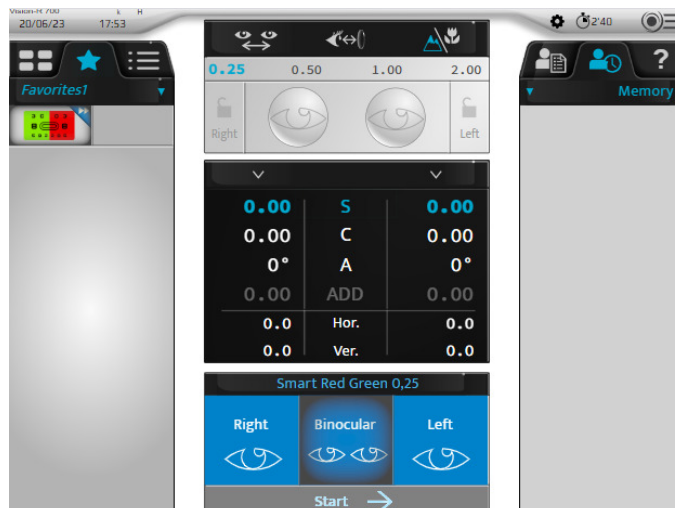 Vision-R 700 k H
20/06/23 17:53
2'40
?
Favorites1
Memory
0.25 0.50 1.00 2.00
Right Left
0.00 S 0.00
0.00 C 0.00
0° A 0°
0.00 ADD 0.00
0.0 Hor. 0.0
0.0 Ver. 0.0
Smart Red Green 0,25
Right Binocular Left
Start